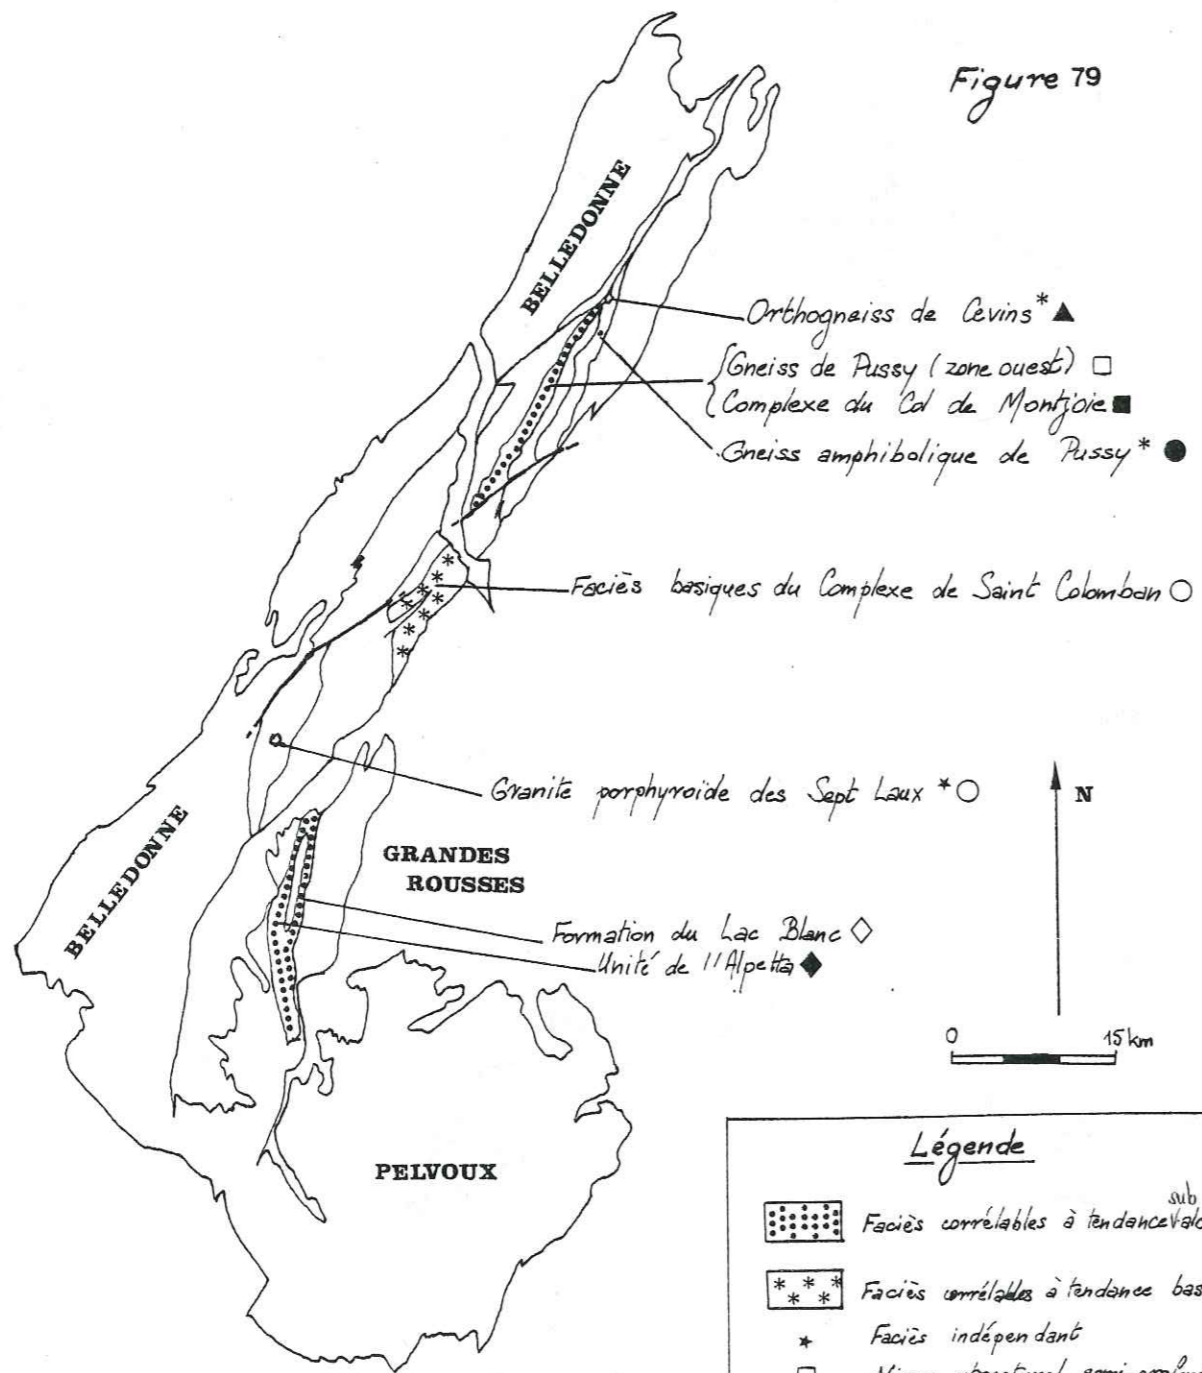 Figure 79
BELLEDONNE
Orthogneiss de Cevins * ▲
Gneiss de Pussy (zone ouest) □
Complexe du Col de Montjoie ■
Gneiss amphibolique de Pussy * ●
Faciès basiques du Complexe de Saint Colomban ○
Granite porphyroïde des Sept Laux * ○
N
BELLEDONNE
GRANDES
ROUSSES
Formation du Lac Blanc ◇
Unité de l'Alpetta ◆
0 15 km
PELVOUX
Légende
sub
Faciès corrélables à tendance
Faciès corrélables à tendance
Faciès indépendant